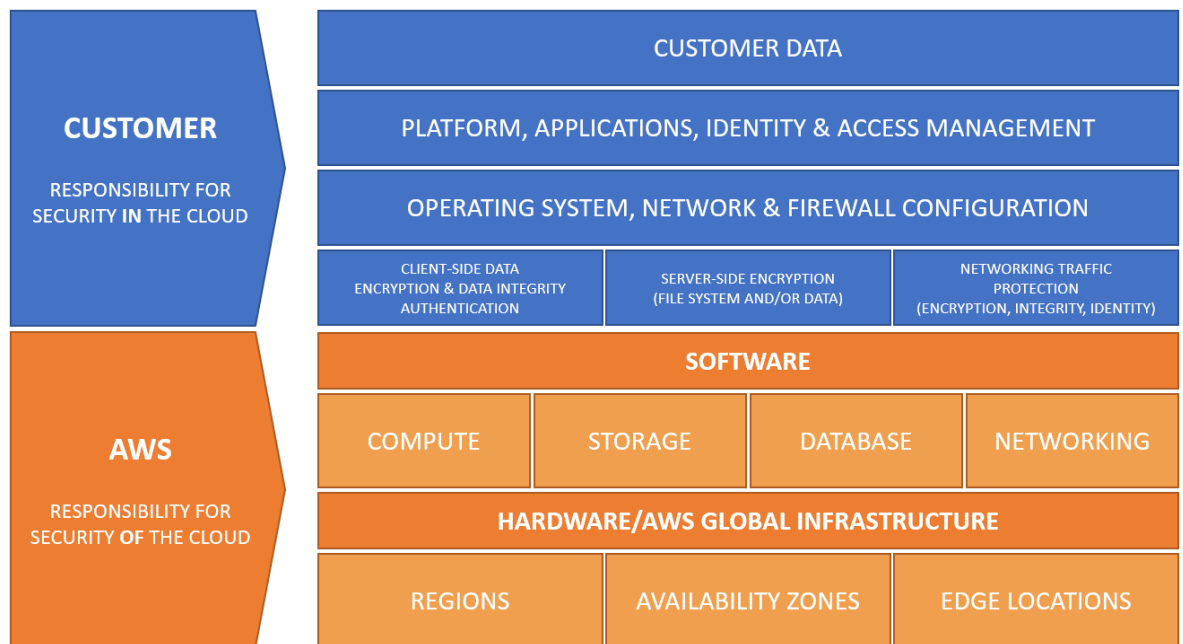 CUSTOMER
RESPONSIBILITY FOR
SECURITY IN THE CLOUD
CUSTOMER DATA
PLATFORM, APPLICATIONS, IDENTITY & ACCESS MANAGEMENT
OPERATING SYSTEM, NETWORK & FIREWALL CONFIGURATION
CLIENT-SIDE DATA
ENCRYPTION & DATA INTEGRITY
AUTHENTICATION
SERVER-SIDE ENCRYPTION
(FILE SYSTEM AND/OR DATA)
NETWORKING TRAFFIC
PROTECTION
(ENCRYPTION, INTEGRITY, IDENTITY)
AWS
RESPONSIBILITY FOR
SECURITY OF THE CLOUD
SOFTWARE
COMPUTE
STORAGE
DATABASE
NETWORKING
HARDWARE/AWS GLOBAL INFRASTRUCTURE
REGIONS
AVAILABILITY ZONES
EDGE LOCATIONS